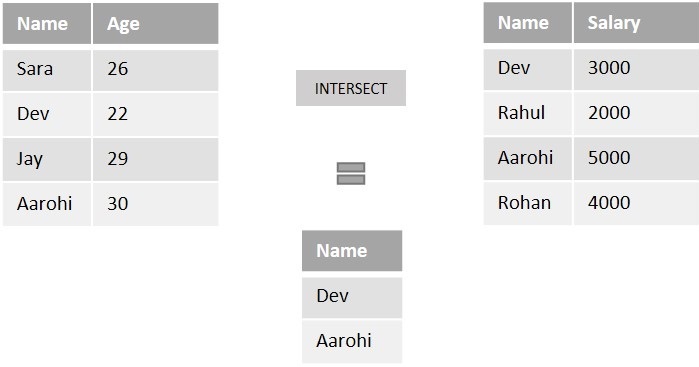 Name Age
Sara 26
Dev 22
Jay 29
Aarohi 30
INTERSECT
Name Salary
Dev 3000
Rahul 2000
Aarohi 5000
Rohan 4000
Name
Dev
Aarohi